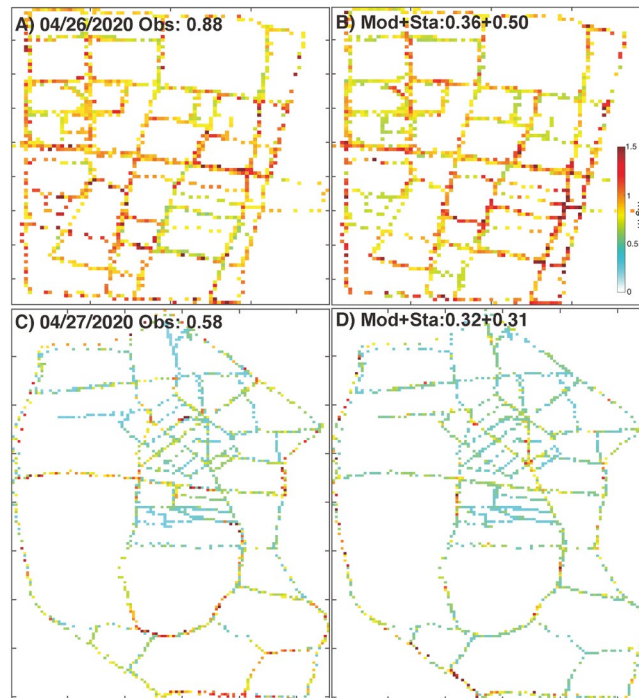 A) 04/26/2020 Obs: 0.88
B) Mod+Sta:0.36+0.50
1.5
1
0.5
0
C) 04/27/2020 Obs: 0.58
D) Mod+Sta:0.32+0.31